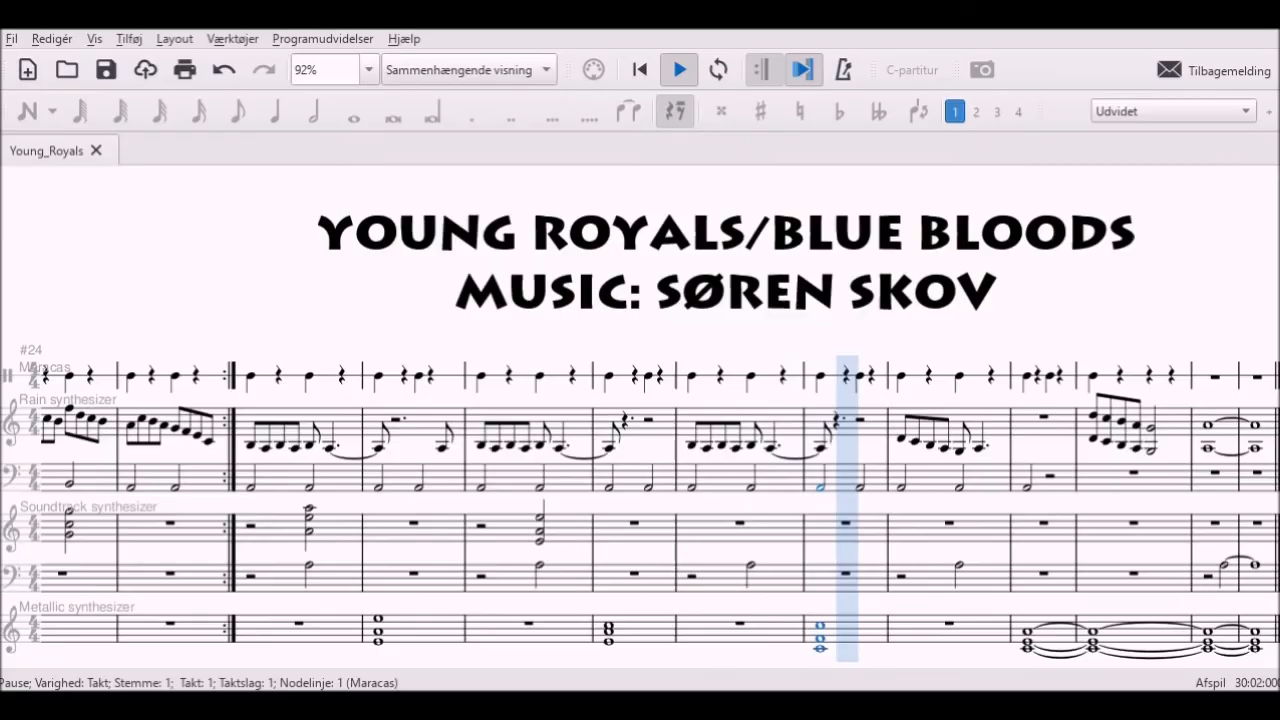 Fil Redigér Vis Tilføj Layout Værktøjer Programudvidelser Hjælp
92% Sammenhængende visning C-partitur Tilbagemelding
1 2 3 4 Udvidet
Young_Royals
YOUNG ROYALS/BLUE BLOODS
MUSIC: SØREN SKOV
#24
Maracas
Rain synthesizer
Soundtrack synthesizer
Metallic synthesizer
Pause; Varighed: Takt; Stemme: 1; Takt: 1; Taktslag: 1; Nodelinje: 1 (Maracas) Afspil 30:02:000